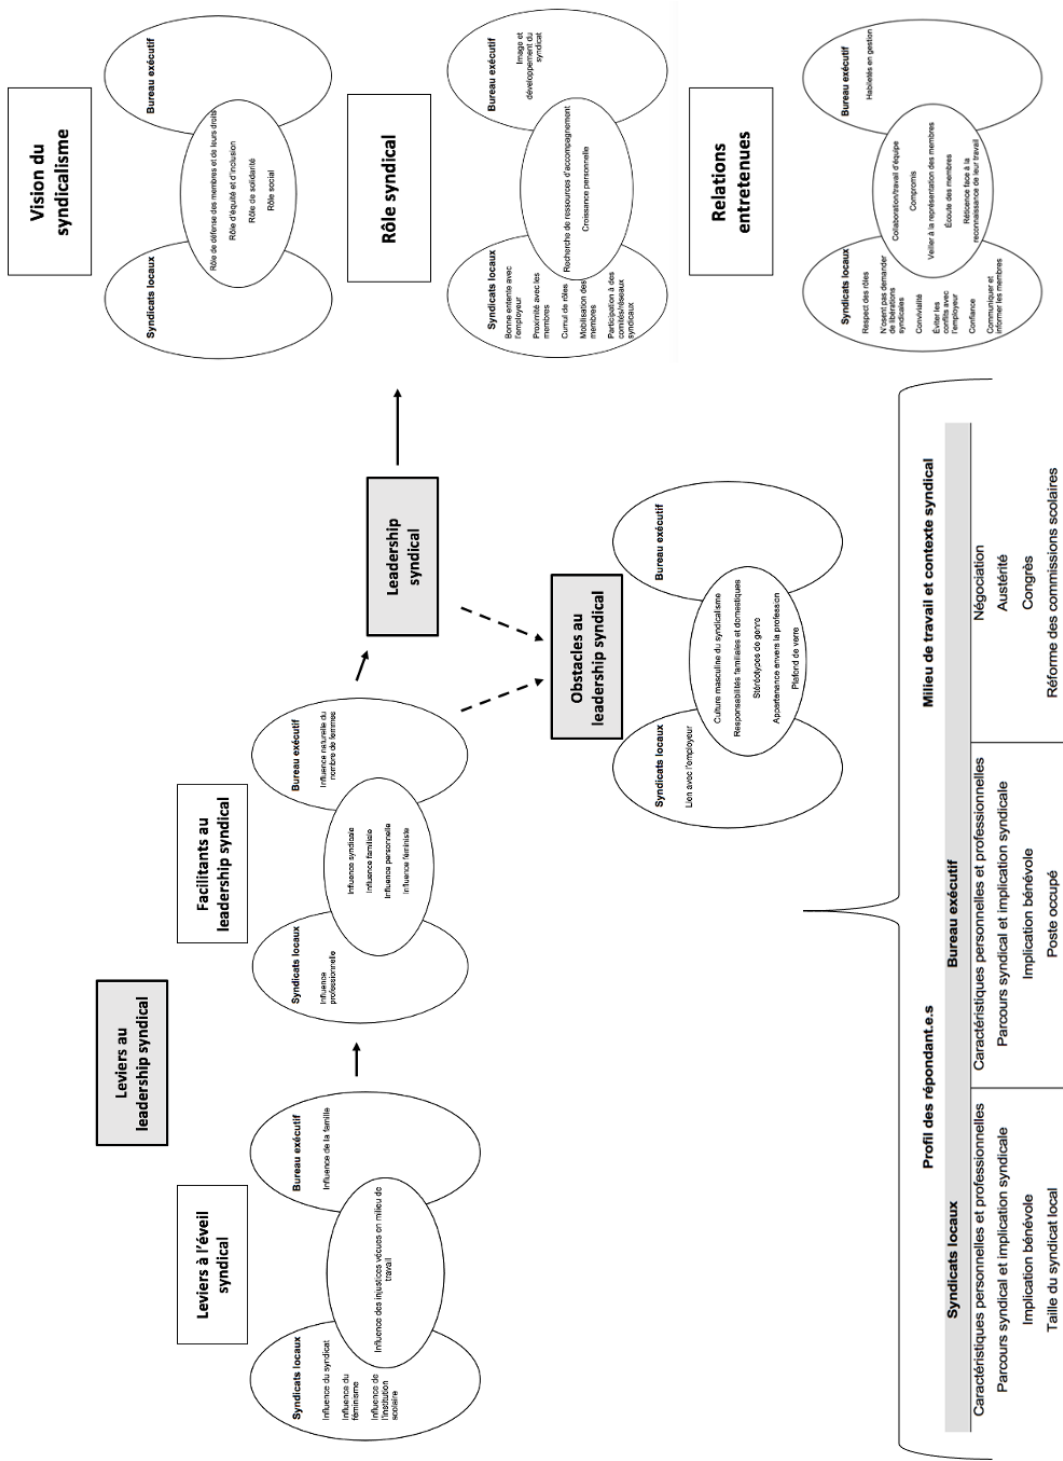 Leviers au
leadership syndical
Leviers à l'éveil
syndical
Syndicats locaux
Influence du syndicat
Influence du
féminisme
Influence de
l'institution
scolaire
Influence des injustices vécues en milieu de
travail
Bureau exécutif
Influence de la famille
Facilitants au
leadership syndical
Syndicats locaux
Influence
professionnelle
Influence syndicale
Influence familiale
Influence personnelle
Influence féministe
Bureau exécutif
Influence naturelle du
nombre de femmes
Leadership
syndical
Obstacles au
leadership syndical
Syndicats locaux
Lien avec l'employeur
Culture masculine du syndicalisme
Responsabilités familiales et domestiques
Stéréotypes de genre
Appartenance envers la profession
Plafond de verre
Bureau exécutif
Vision du
syndicalisme
Syndicats locaux
Rôle de défense des membres et de leurs droits
Rôle d'équité et d'inclusion
Rôle de solidarité
Rôle social
Bureau exécutif
Rôle syndical
Syndicats locaux
Bonne entente avec
l'employeur
Proximité avec les
membres
Cumul de rôles
Mobilisation des
membres
Participation à des
comités/réseaux
syndicaux
Recherche de ressources d'accompagnement
Croissance personnelle
Bureau exécutif
Image et
développement du
syndicat
Relations
entretenues
Syndicats locaux
Respect des rôles
N'osent pas demander
de libérations
syndicales
Convivialité
Éviter les
conflits avec
l'employeur
Confiance
Communiquer et
informer les membres
Collaboration/travail d'équipe
Compromis
Veiller à la représentation des membres
Écoute des membres
Réticence face à la
reconnaissance de leur travail
Bureau exécutif
Habiletés en gestion
Profil des répondant.e.s
Milieu de travail et contexte syndical
Syndicats locaux
Bureau exécutif
Caractéristiques personnelles et professionnelles
Parcours syndical et implication syndicale
Implication bénévole
Taille du syndicat local
Caractéristiques personnelles et professionnelles
Parcours syndical et implication syndicale
Implication bénévole
Poste occupé
Négociation
Austérité
Congrès
Réforme des commissions scolaires